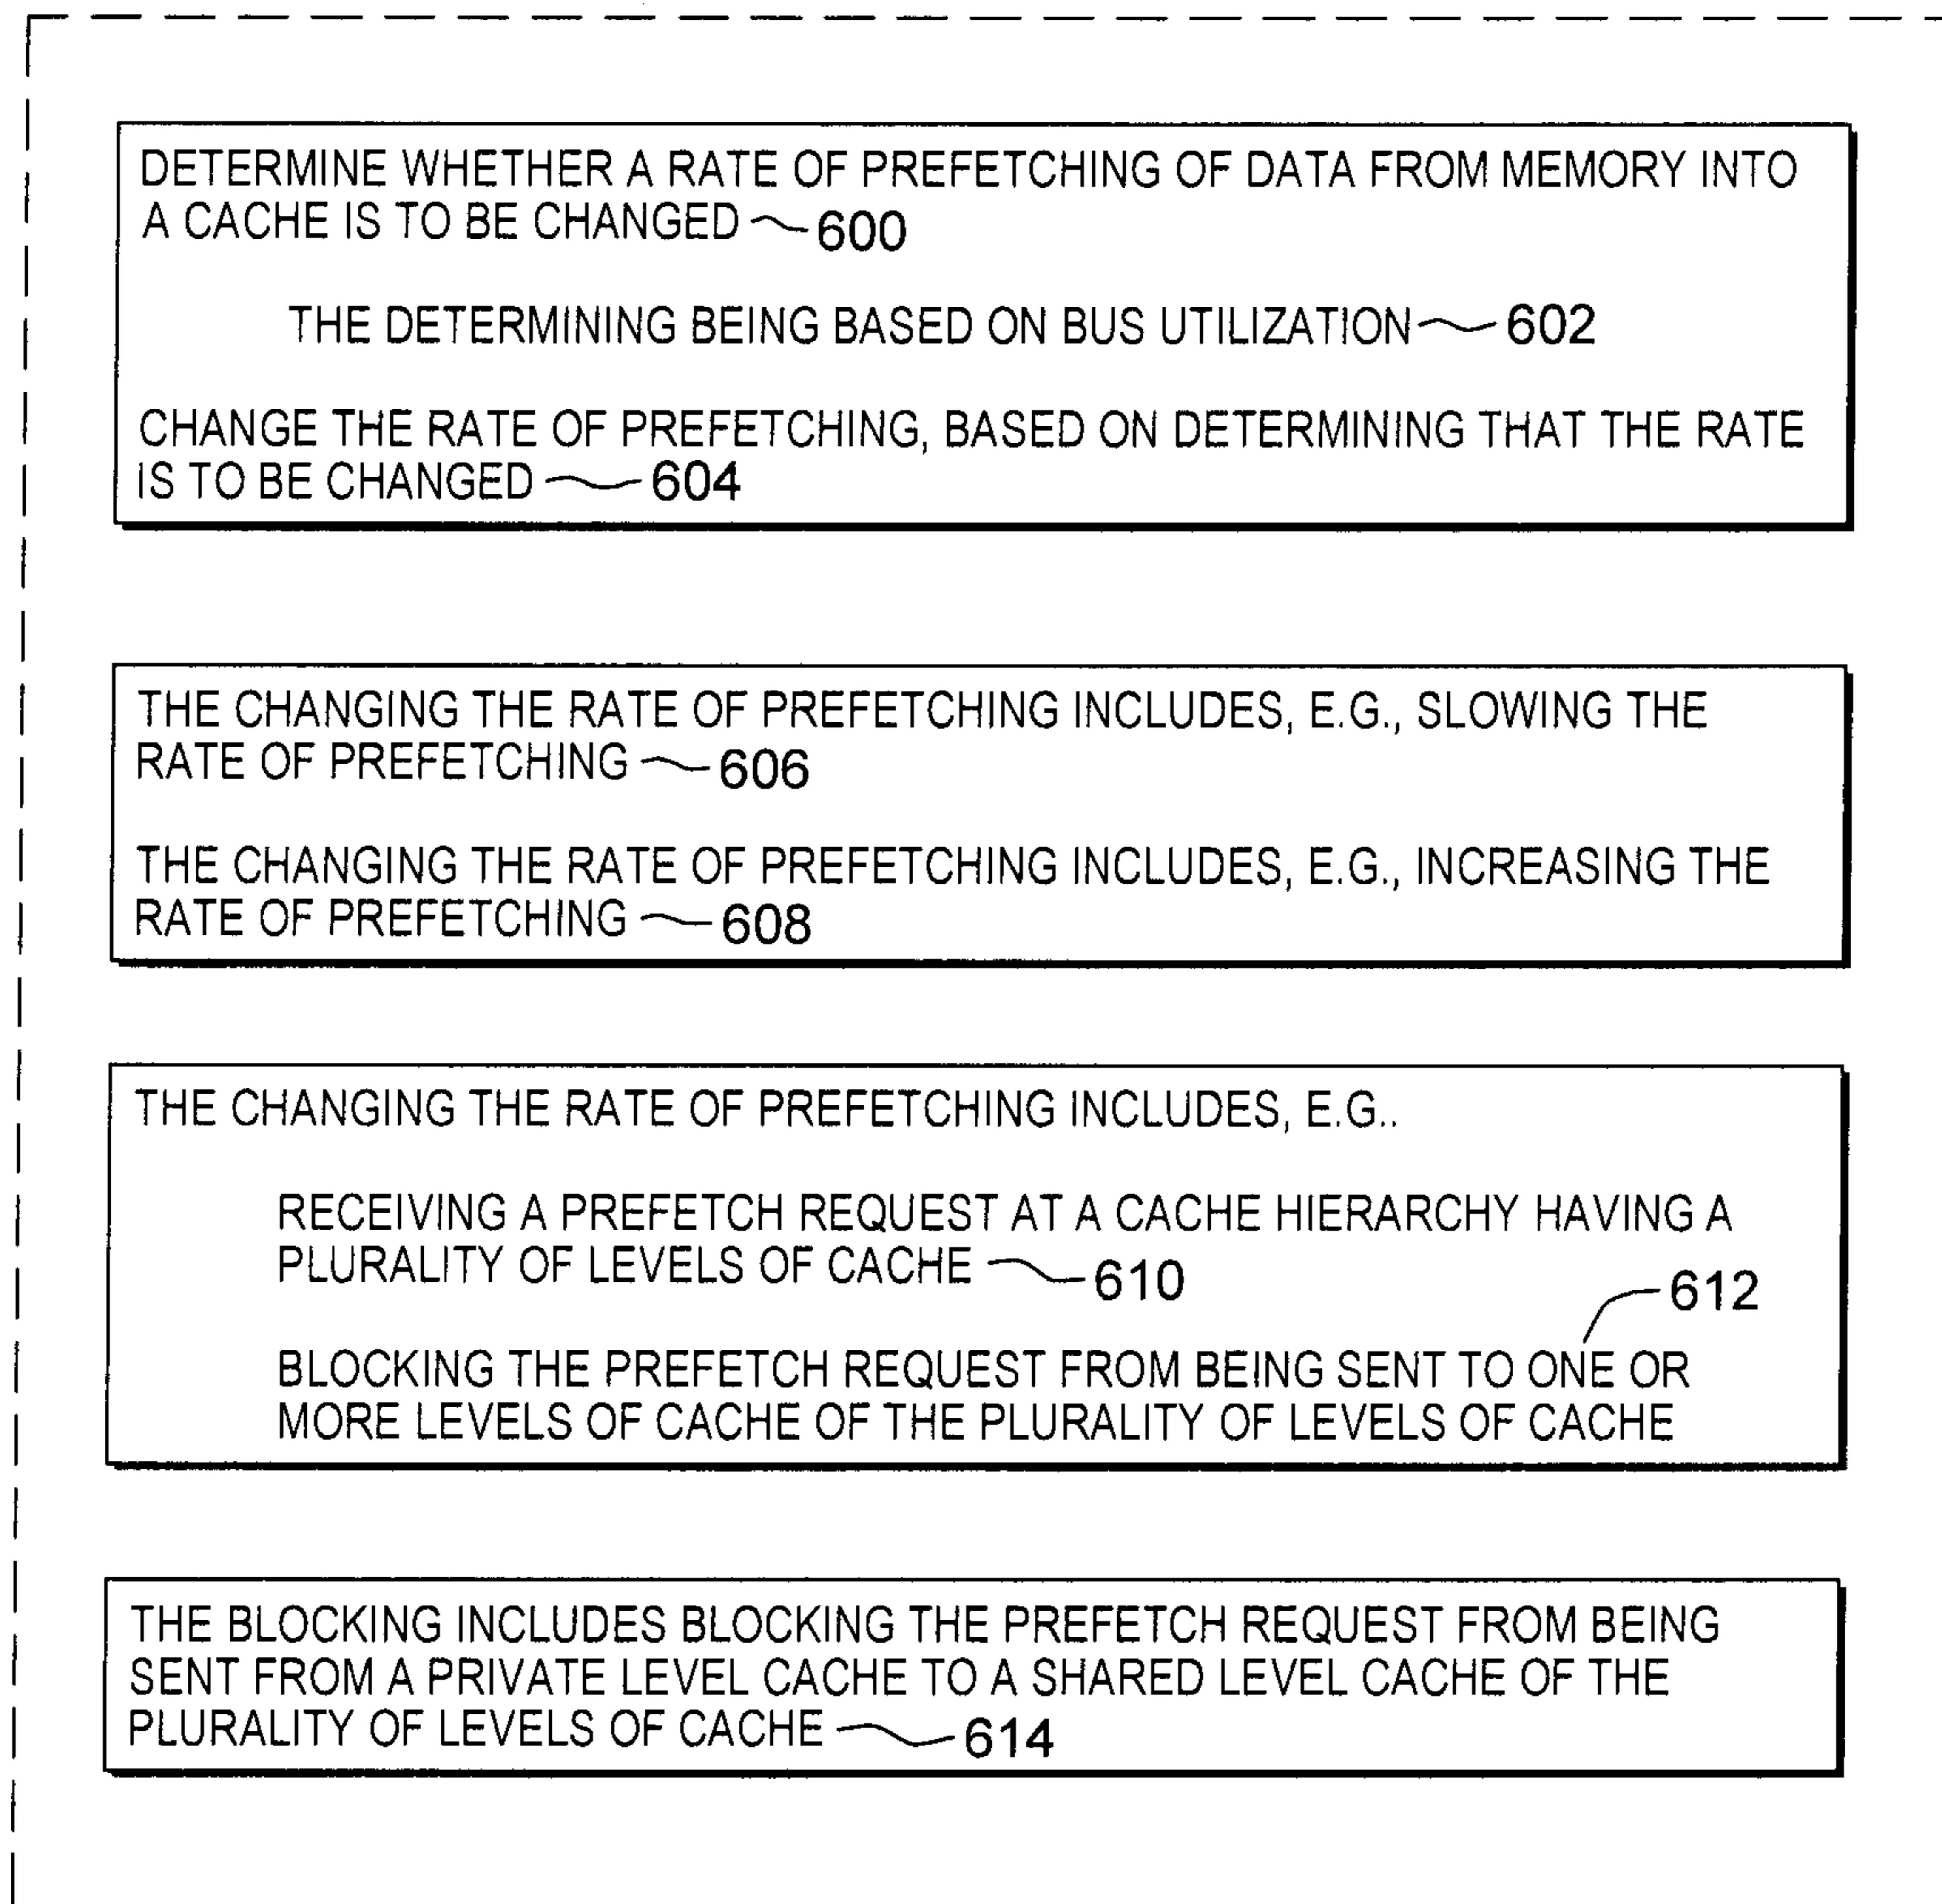 DETERMINE WHETHER A RATE OF PREFETCHING OF DATA FROM MEMORY INTO
A CACHE IS TO BE CHANGED 600
THE DETERMINING BEING BASED ON BUS UTILIZATION 602
CHANGE THE RATE OF PREFETCHING, BASED ON DETERMINING THAT THE RATE
IS TO BE CHANGED 604
THE CHANGING THE RATE OF PREFETCHING INCLUDES, E.G., SLOWING THE
RATE OF PREFETCHING 606
THE CHANGING THE RATE OF PREFETCHING INCLUDES, E.G., INCREASING THE
RATE OF PREFETCHING 608
THE CHANGING THE RATE OF PREFETCHING INCLUDES, E.G..
RECEIVING A PREFETCH REQUEST AT A CACHE HIERARCHY HAVING A
PLURALITY OF LEVELS OF CACHE 610
612
BLOCKING THE PREFETCH REQUEST FROM BEING SENT TO ONE OR
MORE LEVELS OF CACHE OF THE PLURALITY OF LEVELS OF CACHE
THE BLOCKING INCLUDES BLOCKING THE PREFETCH REQUEST FROM BEING
SENT FROM A PRIVATE LEVEL CACHE TO A SHARED LEVEL CACHE OF THE
PLURALITY OF LEVELS OF CACHE 614